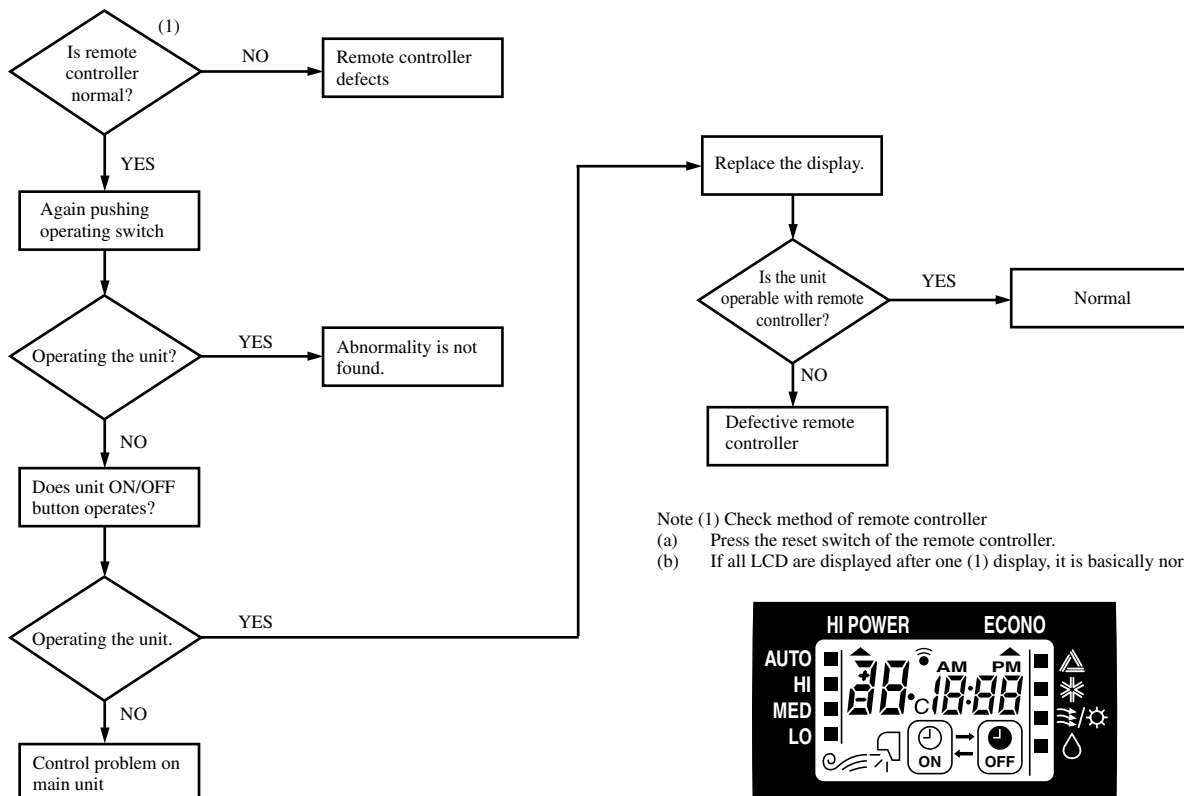 (1)
Is remote
controller
normal?
NO
Remote controller
defects
YES
Again pushing
operating switch
Operating the unit?
YES
Abnormality is not
found.
NO
Does unit ON/OFF
button operates?
Operating the unit.
YES
NO
Control problem on
main unit
Replace the display.
Is the unit
operable with remote
controller?
YES
Normal
NO
Defective remote
controller
Note (1) Check method of remote controller
(a) Press the reset switch of the remote controller.
(b) If all LCD are displayed after one (1) display, it is basically nor
HI POWER ECONO
AUTO
HI
MED
LO
AM PM
C 18:88
ON OFF